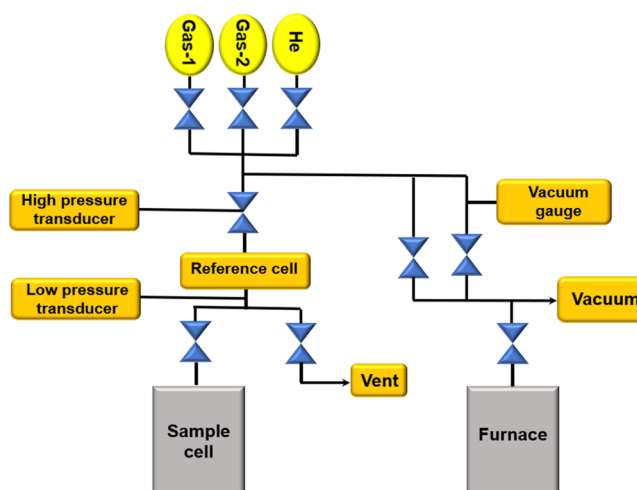 Gas-1
Gas-2
He
High pressure
transducer
Vacuum
gauge
Reference cell
Low pressure
transducer
Vacuum
Vent
Sample
cell
Furnace